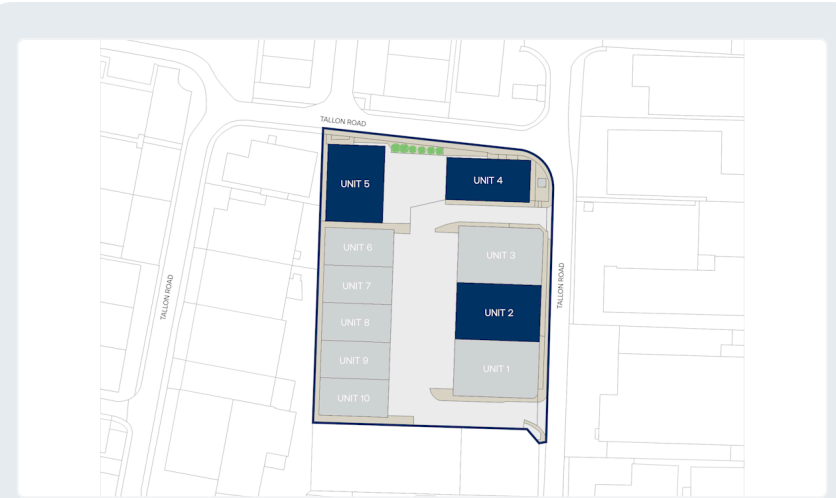 TALLON ROAD
UNIT 5
UNIT 4
UNIT 6
UNIT 3
UNIT 7
TALLON ROAD
TALLON ROAD
UNIT 2
UNIT 8
UNIT 9
UNIT 1
UNIT 10